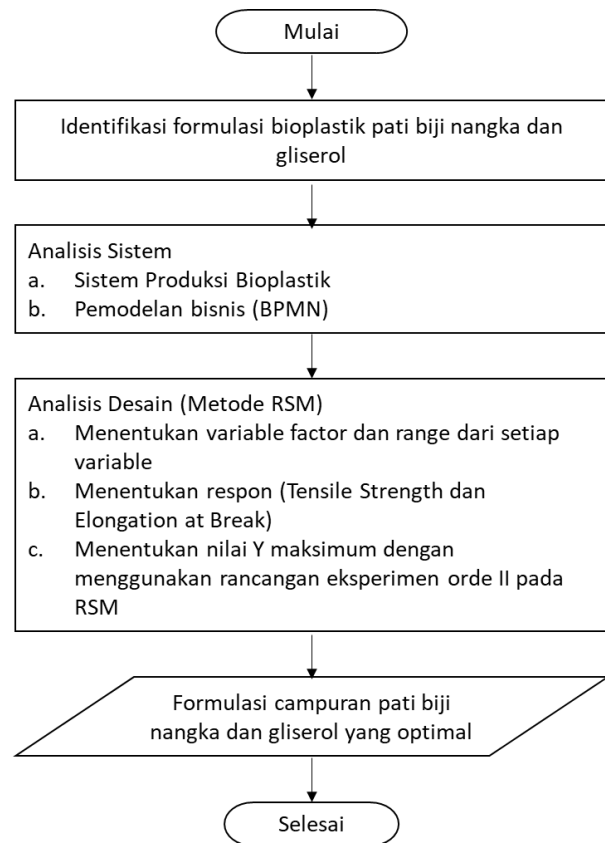 Mulai
Identifikasi formulasi bioplastik pati biji nangka dan
gliserol
Analisis Sistem
a. Sistem Produksi Bioplastik
b. Pemodelan bisnis (BPMN)
Analisis Desain (Metode RSM)
a. Menentukan variable factor dan range dari setiap
variable
b. Menentukan respon (Tensile Strength dan
Elongation at Break)
c. Menentukan nilai Y maksimum dengan
menggunakan rancangan eksperimen orde II pada
RSM
Formulasi campuran pati biji
nangka dan gliserol yang optimal
Selesai